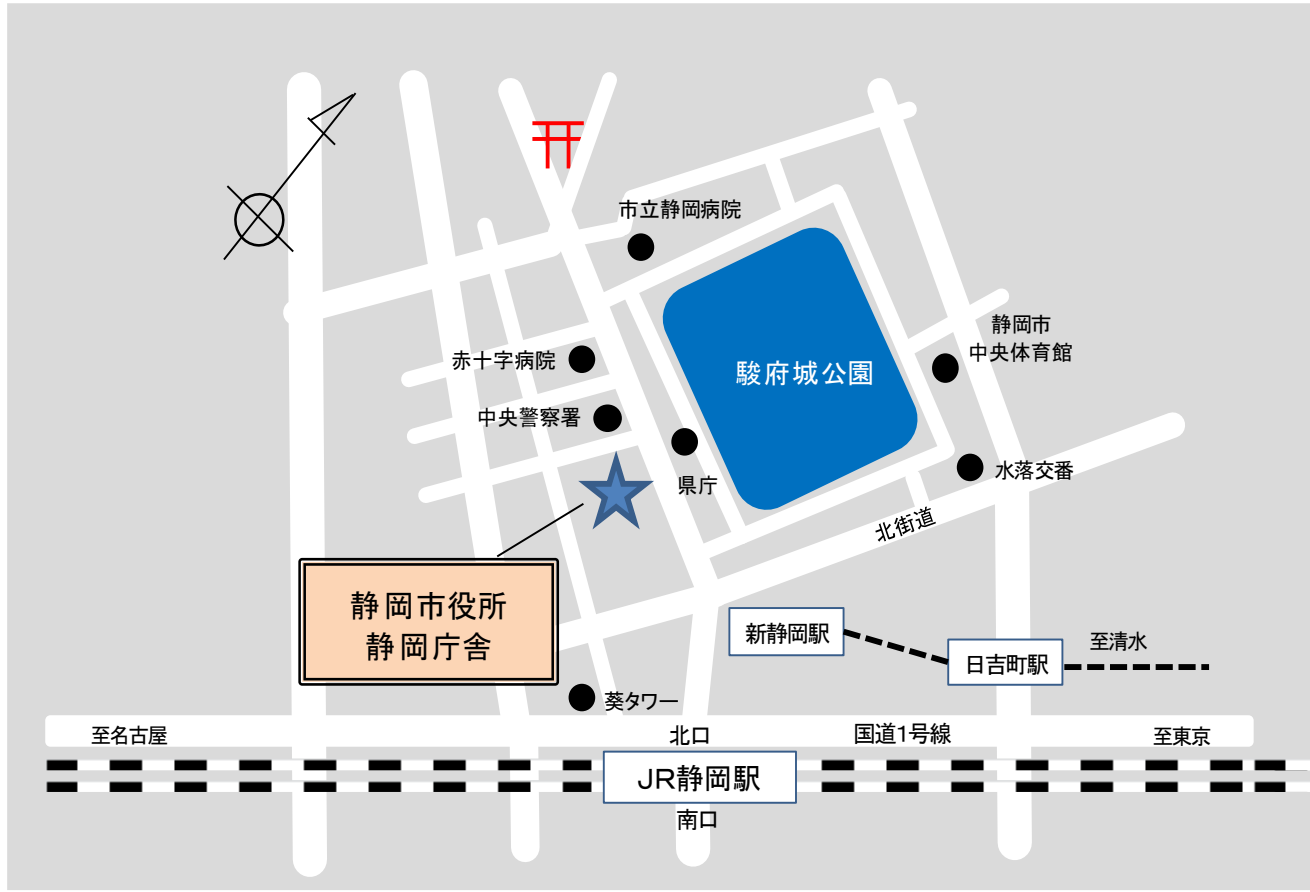 市立静岡病院
静岡市
中央体育館
赤十字病院
駿府城公園
中央警察署
県庁
水落交番
北街道
静岡市役所
静岡庁舎
新静岡駅
日吉町駅
至清水
葵タワー
至名古屋
北口
国道1号線
至東京
JR静岡駅
南口